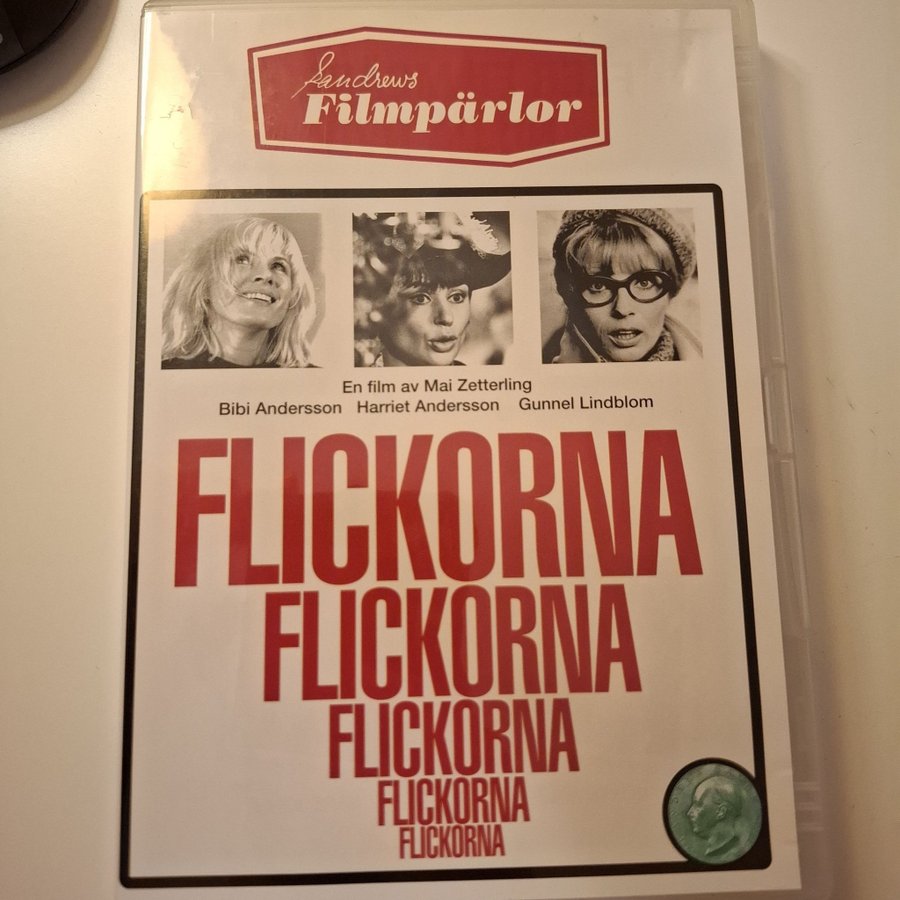 Sandrews
Filmpärlor
En film av Mai Zetterling
Bibi Andersson Harriet Andersson Gunnel Lindblom
FLICKORNA
FLICKORNA
FLICKORNA
FLICKORNA
FLICKORNA